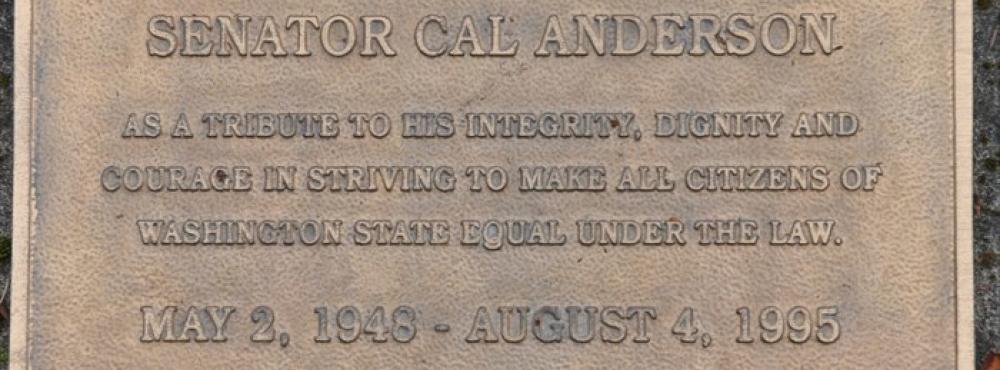 SENATOR CAL ANDERSON
AS A TRIBUTE TO HIS INTEGRITY, DIGNITY AND
COURAGE IN STRIVING TO MAKE ALL CITIZENS OF
WASHINGTON STATE EQUAL UNDER THE LAW.
MAY 2, 1948 - AUGUST 4, 1995